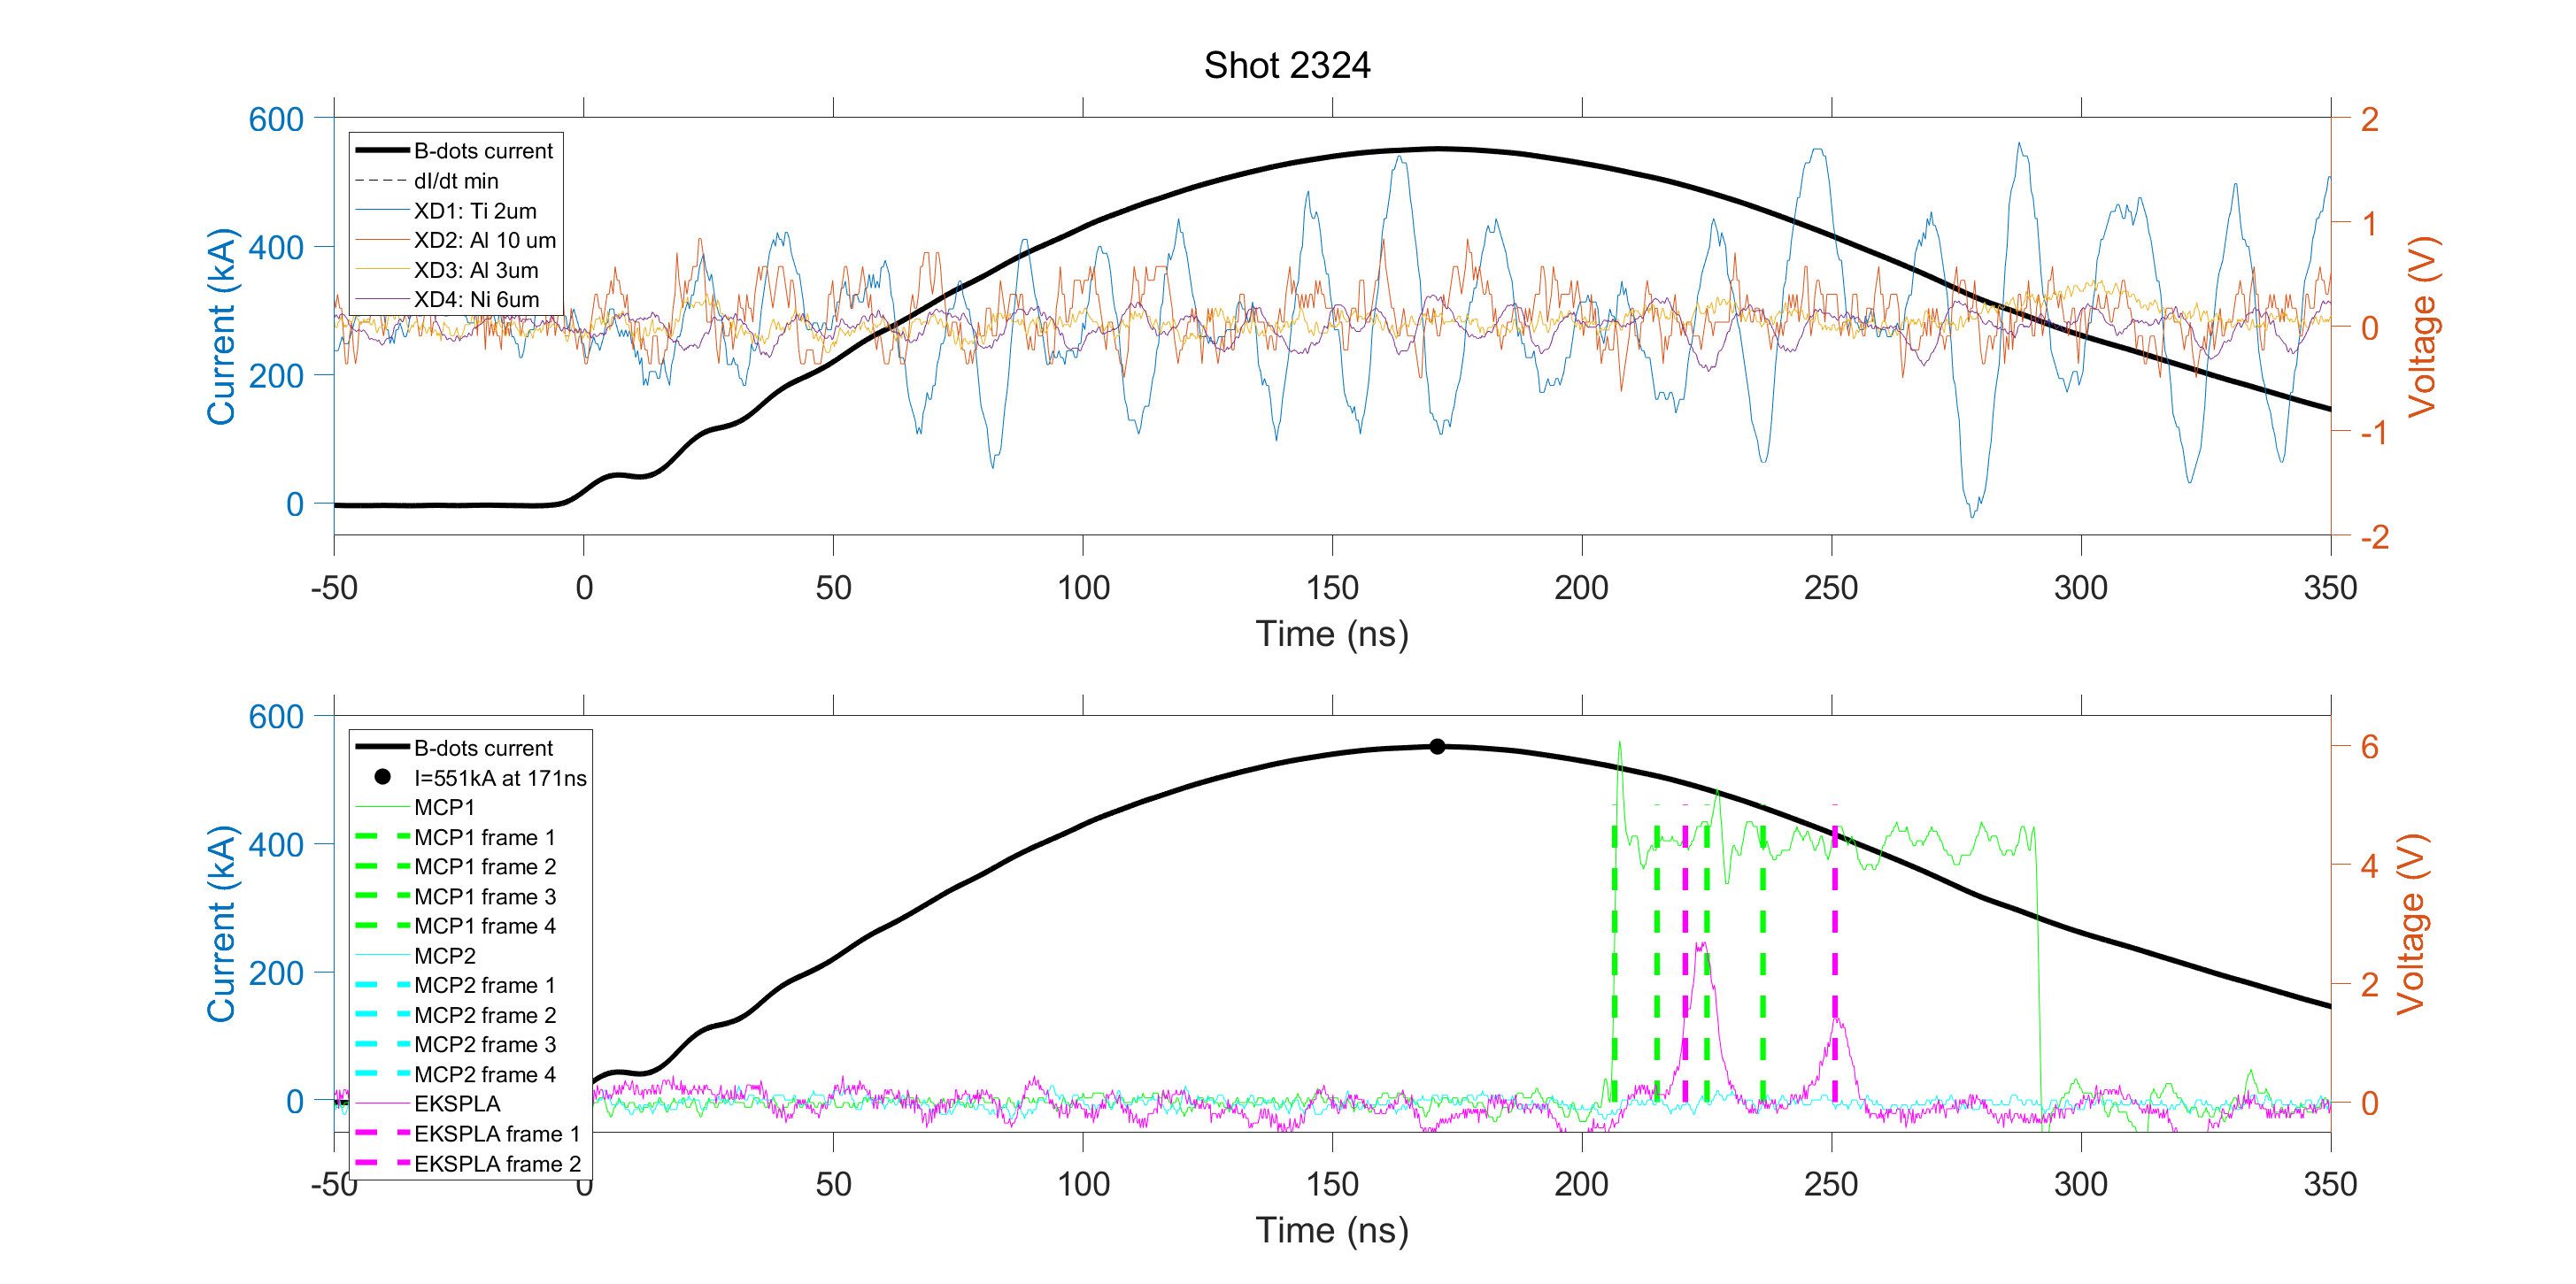 Shot 2324
600
400
200
0
Current (kA)
2
1
0
-1
-2
Voltage (V)
B-dots current
dI/dt min
XD1: Ti 2um
XD2: Al 10 um
XD3: Al 3um
XD4: Ni 6um
-50 0 50 100 150 200 250 300 350
Time (ns)
600
400
200
0
Current (kA)
6
4
2
0
Voltage (V)
B-dots current
I=551kA at 171ns
MCP1
MCP1 frame 1
MCP1 frame 2
MCP1 frame 3
MCP1 frame 4
MCP2
MCP2 frame 1
MCP2 frame 2
MCP2 frame 3
MCP2 frame 4
EKSPLA
EKSPLA frame 1
EKSPLA frame 2
-50 0 50 100 150 200 250 300 350
Time (ns)